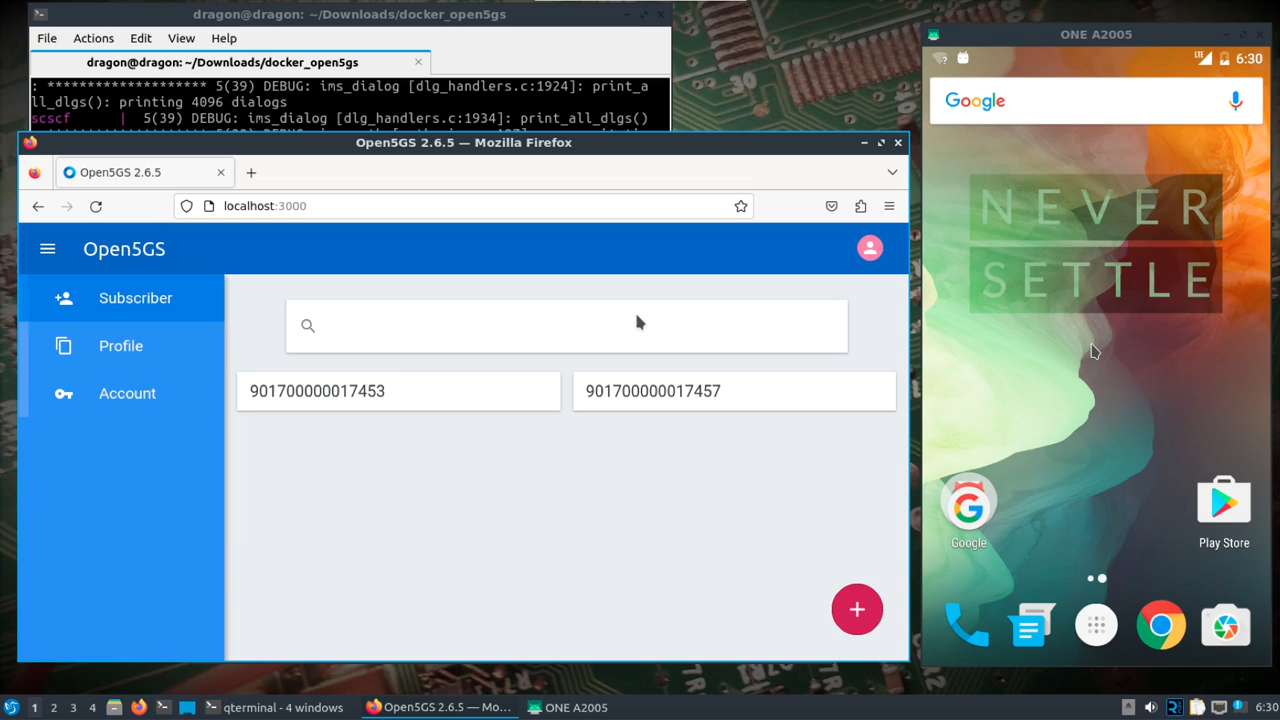 dragon@dragon: ~/Downloads/docker_open5gs
File Actions Edit View Help
dragon@dragon: ~/Downloads/docker_open5gs
: ******************** 5(39) DEBUG: ims_dialog [dlg_handlers.c:1924]: print_a
ll_dlgs(): printing 4096 dialogs
scscf | 5(39) DEBUG: ims_dialog [dlg_handlers.c:1934]: print_all_dlgs()
Open5GS 2.6.5 — Mozilla Firefox
Open5GS 2.6.5
localhost:3000
Open5GS
Subscriber
Profile
Account
901700000017453
901700000017457
+
ONE A2005
LTE
6:30
Google
NEVER
SETTLE
Google
Play Store
1 2 3 4
qterminal - 4 windows
Open5GS 2.6.5 — Mo...
ONE A2005
6:30